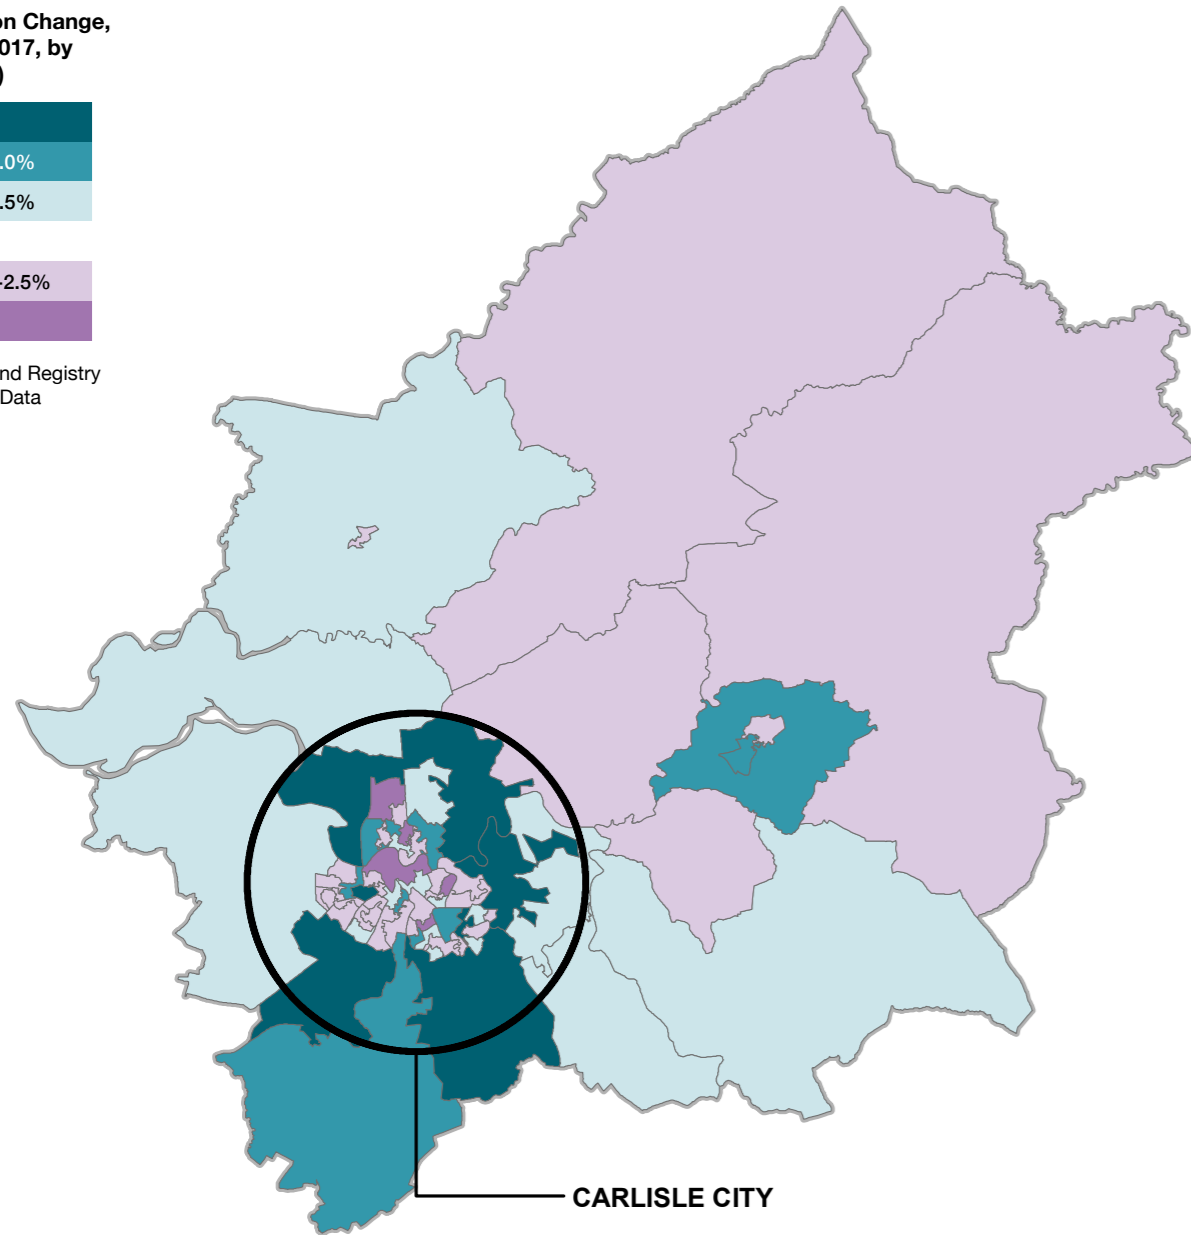 on Change,
017, by
)
.0%
.5%
-2.5%
nd Registry
Data
CARLISLE CITY